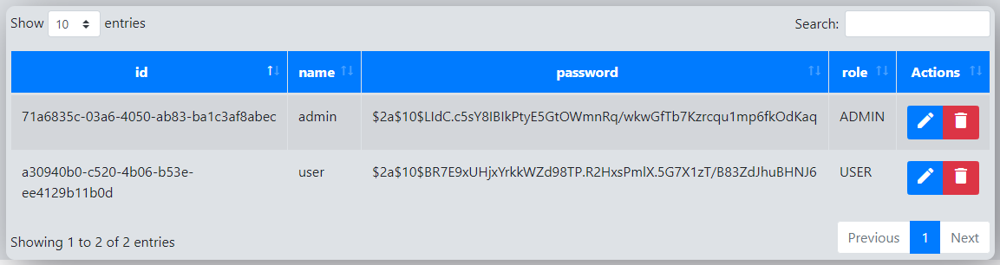 Show 10 entries Search:
id name password role Actions
71a6835c-03a6-4050-ab83-ba1c3af8abec admin $2a$10$LIdC.c5sY8IBIkPtyE5GtOWmnRq/wkwGfTb7Kzrcqu1mp6fkOdKaq ADMIN
a30940b0-c520-4b06-b53e- user $2a$10$BR7E9xUHjxYrkkWZd98TP.R2HxsPmlX.5G7X1zT/B83ZdJhuBHNJ6 USER
ee4129b11b0d
Showing 1 to 2 of 2 entries Previous 1 Next